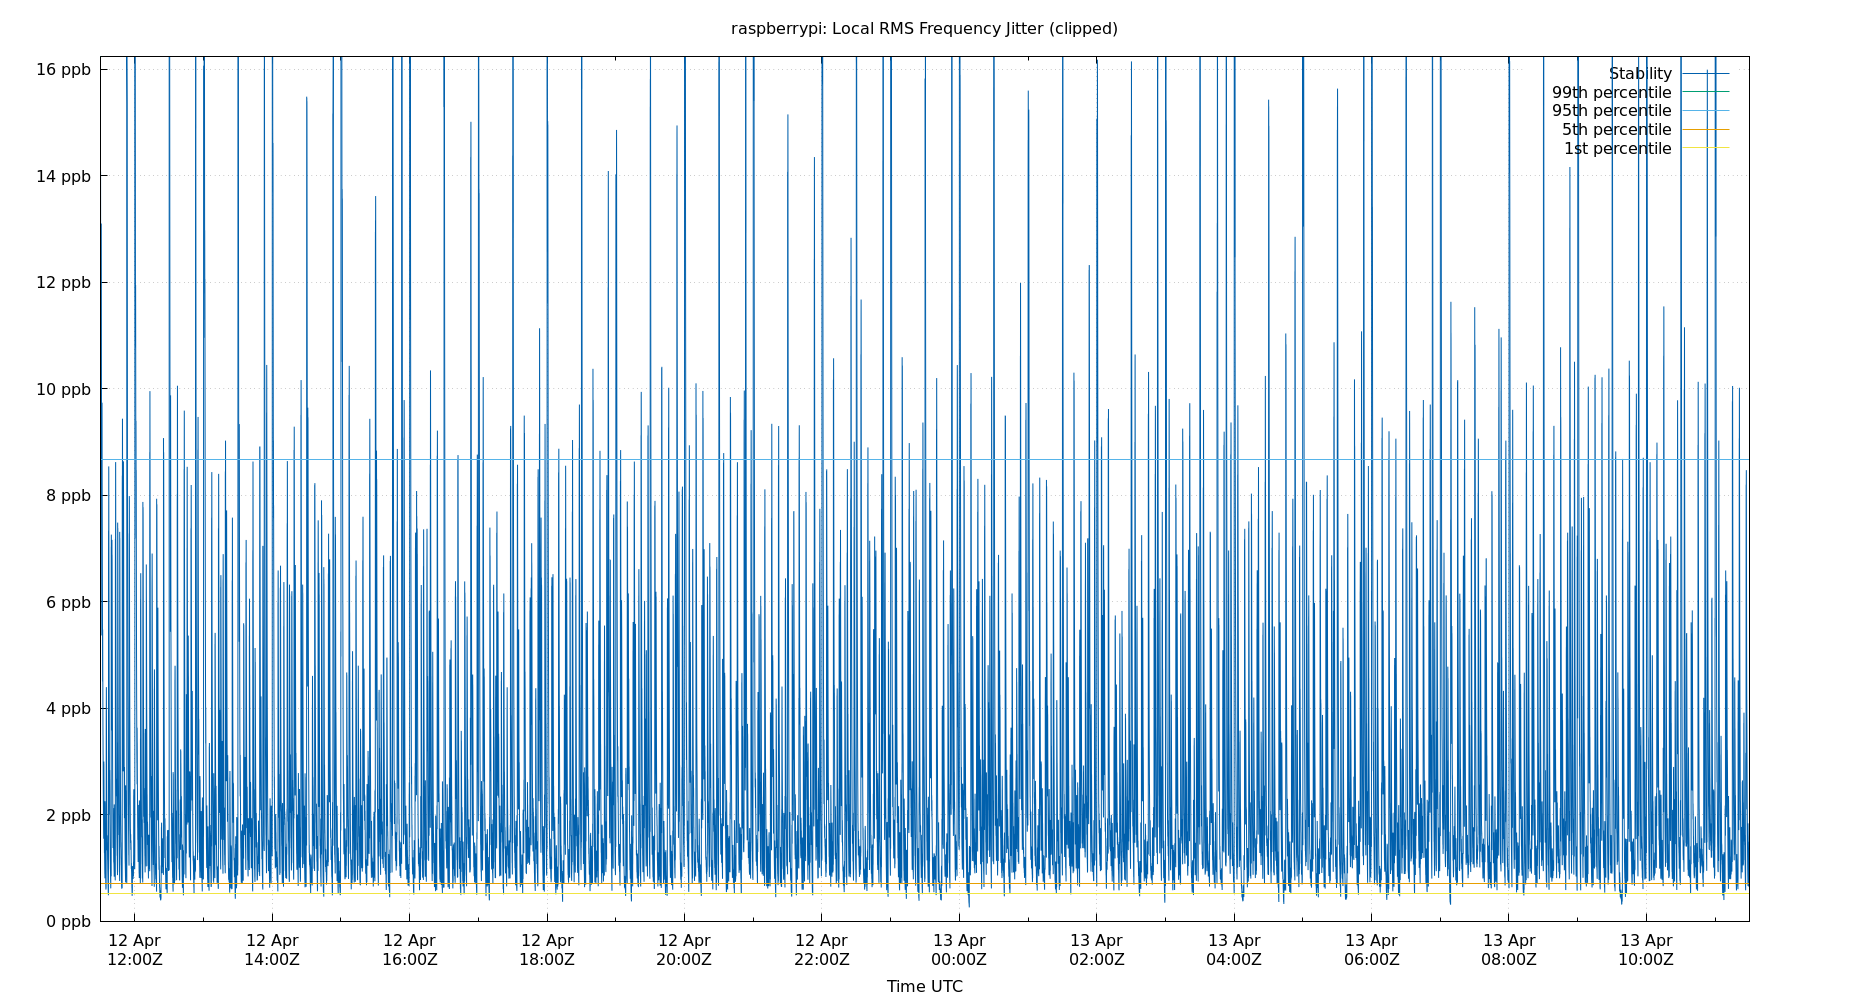 raspberrypi: Local RMS Frequency Jitter (clipped)
16 ppb
14 ppb
12 ppb
10 ppb
8 ppb
6 ppb
4 ppb
2 ppb
0 ppb
Stability
99th percentile
95th percentile
5th percentile
1st percentile
12 Apr 12 Apr 12 Apr 12 Apr 12 Apr 12 Apr 13 Apr 13 Apr 13 Apr 13 Apr 13 Apr 13 Apr
12:00Z 14:00Z 16:00Z 18:00Z 20:00Z 22:00Z 00:00Z 02:00Z 04:00Z 06:00Z 08:00Z 10:00Z
Time UTC